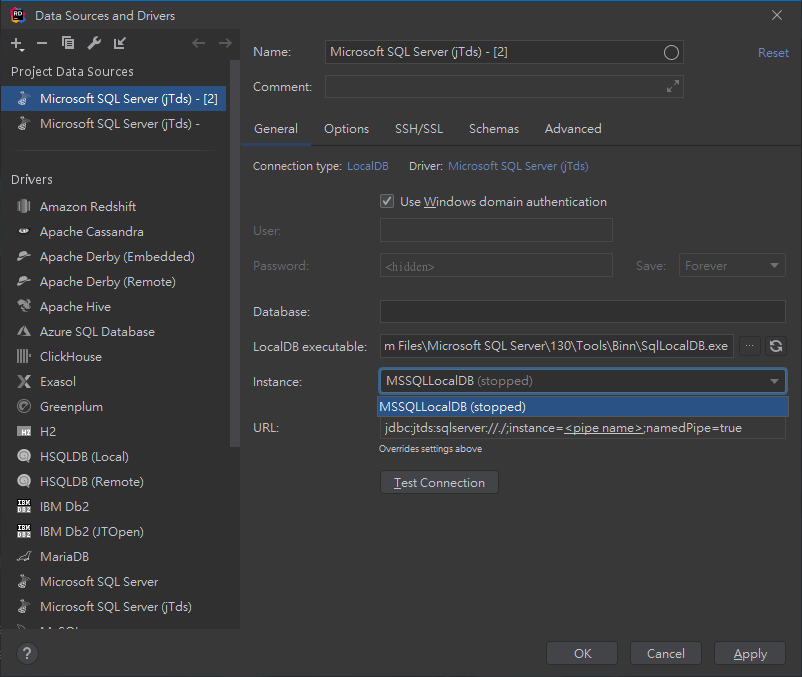 Data Sources and Drivers
Project Data Sources
Microsoft SQL Server (jTds) - [2]
Microsoft SQL Server (jTds) -
Drivers
Amazon Redshift
Apache Cassandra
Apache Derby (Embedded)
Apache Derby (Remote)
Apache Hive
Azure SQL Database
ClickHouse
Exasol
Greenplum
H2
HSQLDB (Local)
HSQLDB (Remote)
IBM Db2
IBM Db2 (JTOpen)
MariaDB
Microsoft SQL Server
Microsoft SQL Server (jTds)
Name: Microsoft SQL Server (jTds) - [2] Reset
Comment:
General Options SSH/SSL Schemas Advanced
Connection type: LocalDB Driver: Microsoft SQL Server (jTds)
Use Windows domain authentication
User:
Password: <hidden> Save: Forever
Database:
LocalDB executable: m Files\Microsoft SQL Server\130\Tools\Binn\SqlLocalDB.exe ...
Instance: MSSQLLocalDB (stopped)
MSSQLLocalDB (stopped)
URL: jdbc:jtds:sqlserver://./;instance=<pipe name>;namedPipe=true
Overrides settings above
Test Connection
? OK Cancel Apply